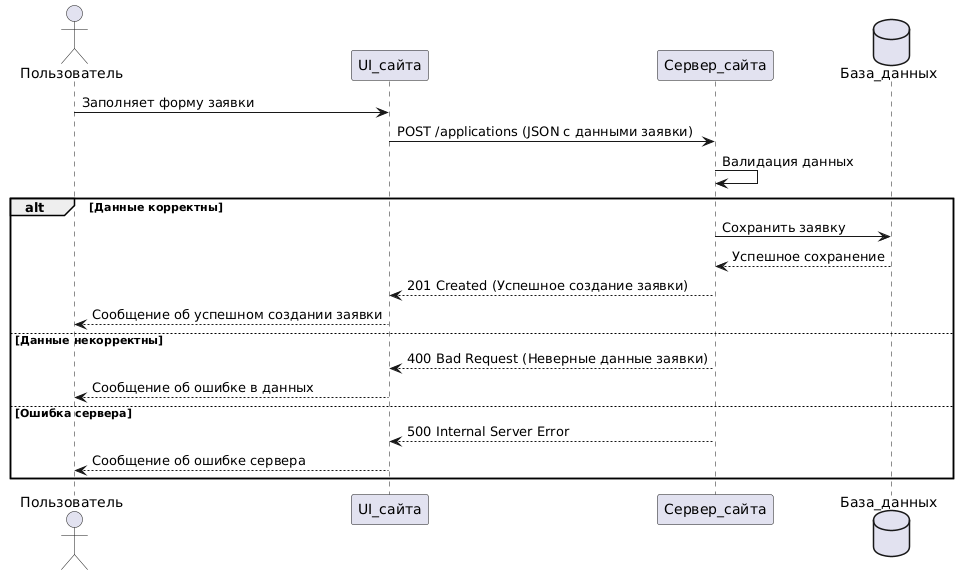 Пользователь
UI_сайта
Сервер_сайта
База_данных
Заполняет форму заявки
POST /applications (JSON с данными заявки)
Валидация данных
alt
[Данные корректны]
Сохранить заявку
Успешное сохранение
201 Created (Успешное создание заявки)
Сообщение об успешном создании заявки
[Данные некорректны]
400 Bad Request (Неверные данные заявки)
Сообщение об ошибке в данных
[Ошибка сервера]
500 Internal Server Error
Сообщение об ошибке сервера
Пользователь
UI_сайта
Сервер_сайта
База_данных